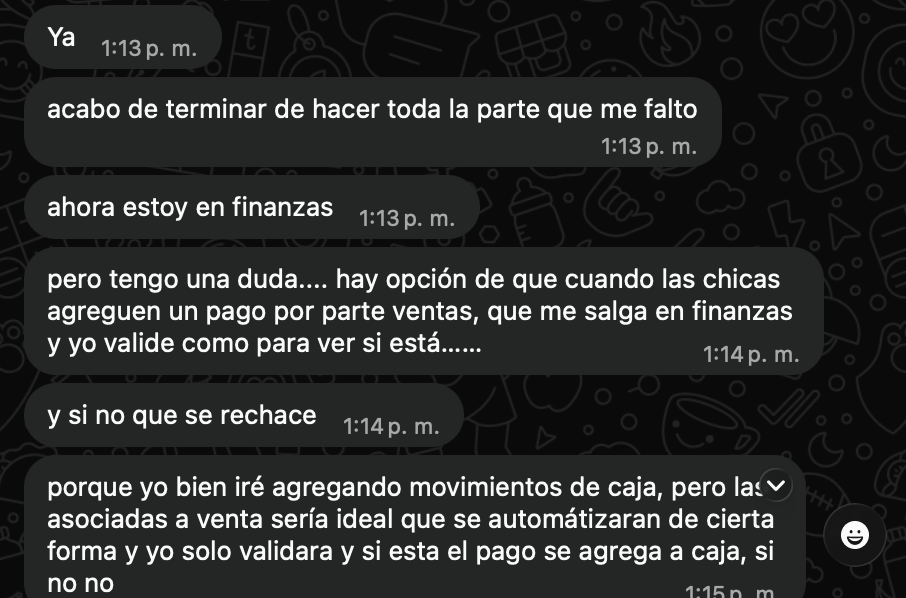 Ya
1:13 p. m.
acabo de terminar de hacer toda la parte que me falto
1:13 p. m.
ahora estoy en finanzas
1:13 p. m.
pero tengo una duda.... hay opción de que cuando las chicas
agreguen un pago por parte ventas, que me salga en finanzas
y yo valide como para ver si está......
1:14 p. m.
y si no que se rechace
1:14 p. m.
porque yo bien iré agregando movimientos de caja, pero las
asociadas a venta sería ideal que se automátizaran de cierta
forma y yo solo validara y si esta el pago se agrega a caja, si
no no
1:15 p. m.